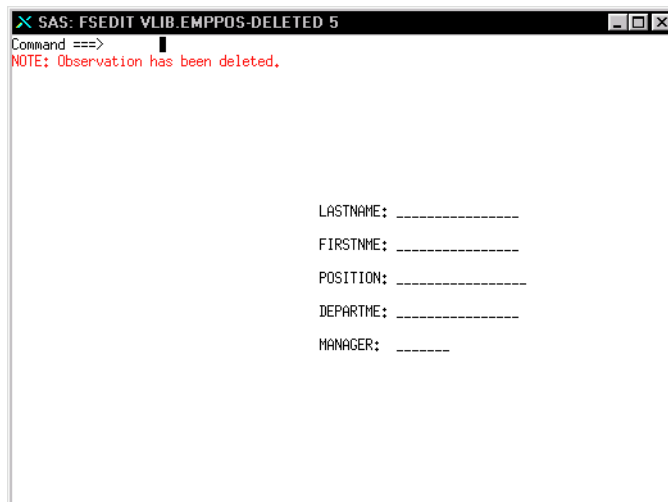 SAS: FSEDIT VLIB.EMPPOS-DELETED 5
Command ===>
NOTE: Observation has been deleted.
LASTNAME: ________________
FIRSTNME: ________________
POSITION: _________________
DEPARTME: ________________
MANAGER: _______